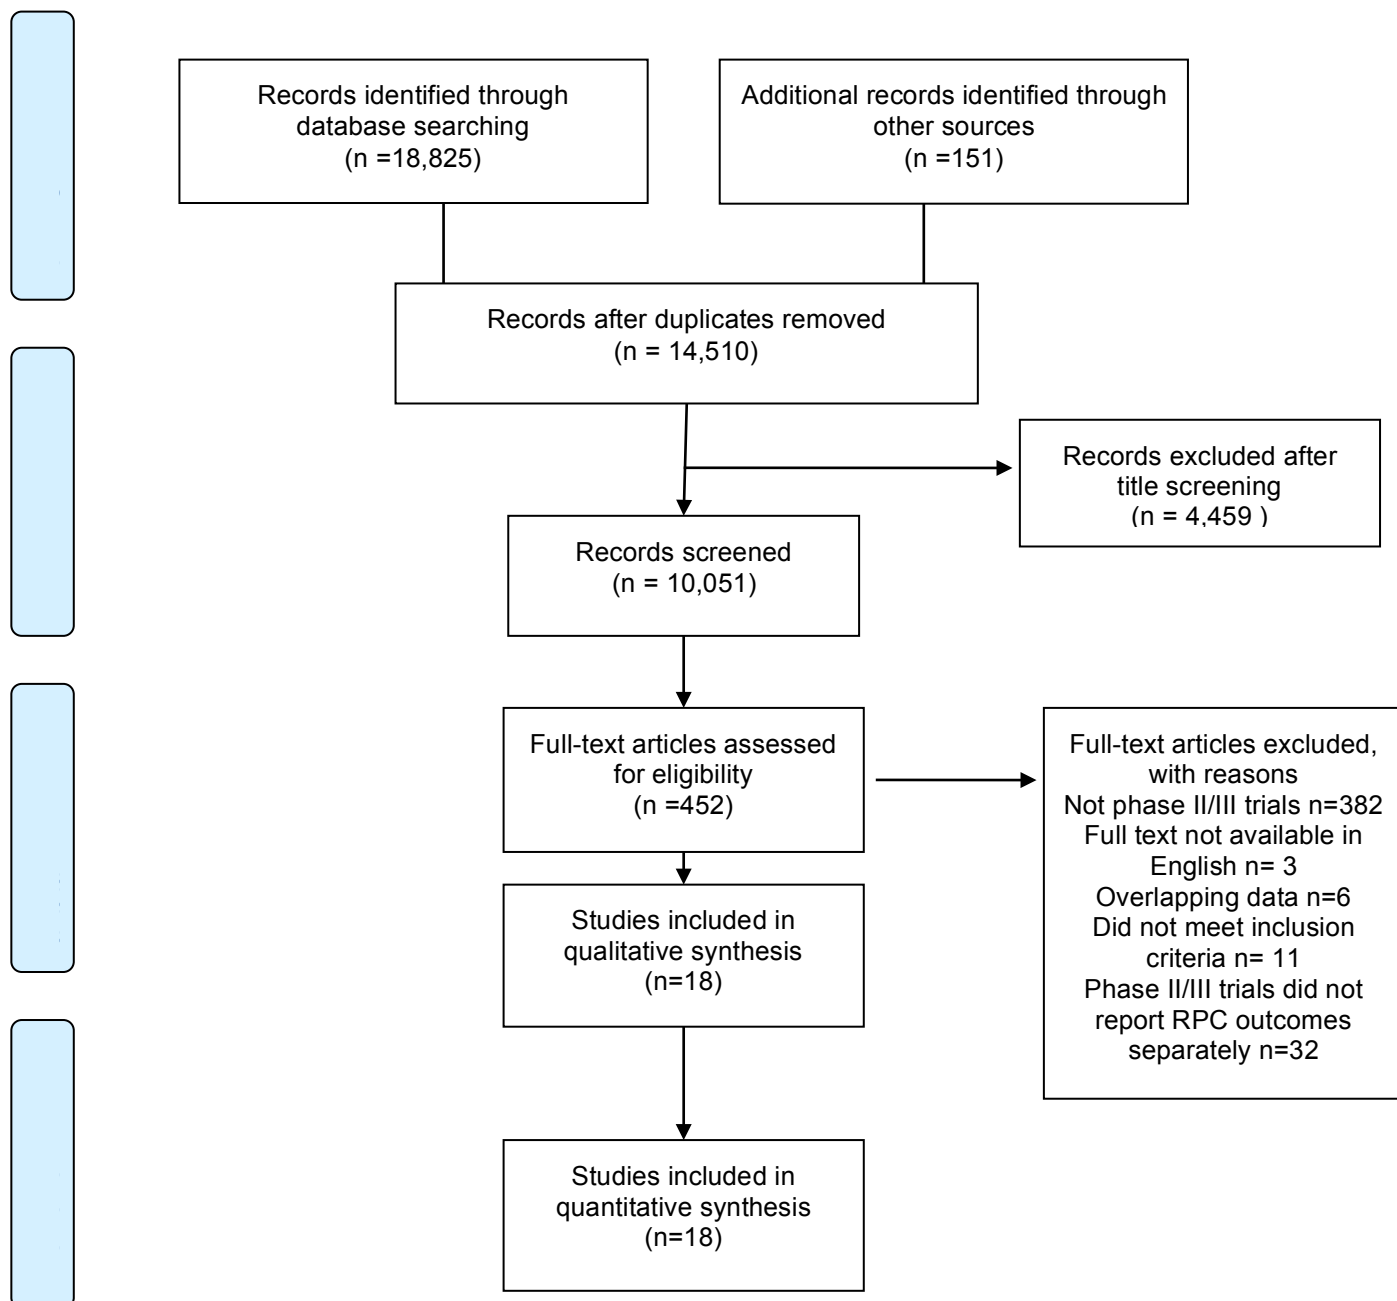 Records identified through
database searching
(n =18,825)
Additional records identified through
other sources
(n =151)
Records after duplicates removed
(n = 14,510)
Records excluded after
title screening
(n = 4,459 )
Records screened
(n = 10,051)
Full-text articles assessed
for eligibility
(n =452)
Full-text articles excluded,
with reasons
Not phase II/III trials n=382
Full text not available in
English n= 3
Overlapping data n=6
Did not meet inclusion
criteria n= 11
Phase II/III trials did not
report RPC outcomes
separately n=32
Studies included in
qualitative synthesis
(n=18)
Studies included in
quantitative synthesis
(n=18)